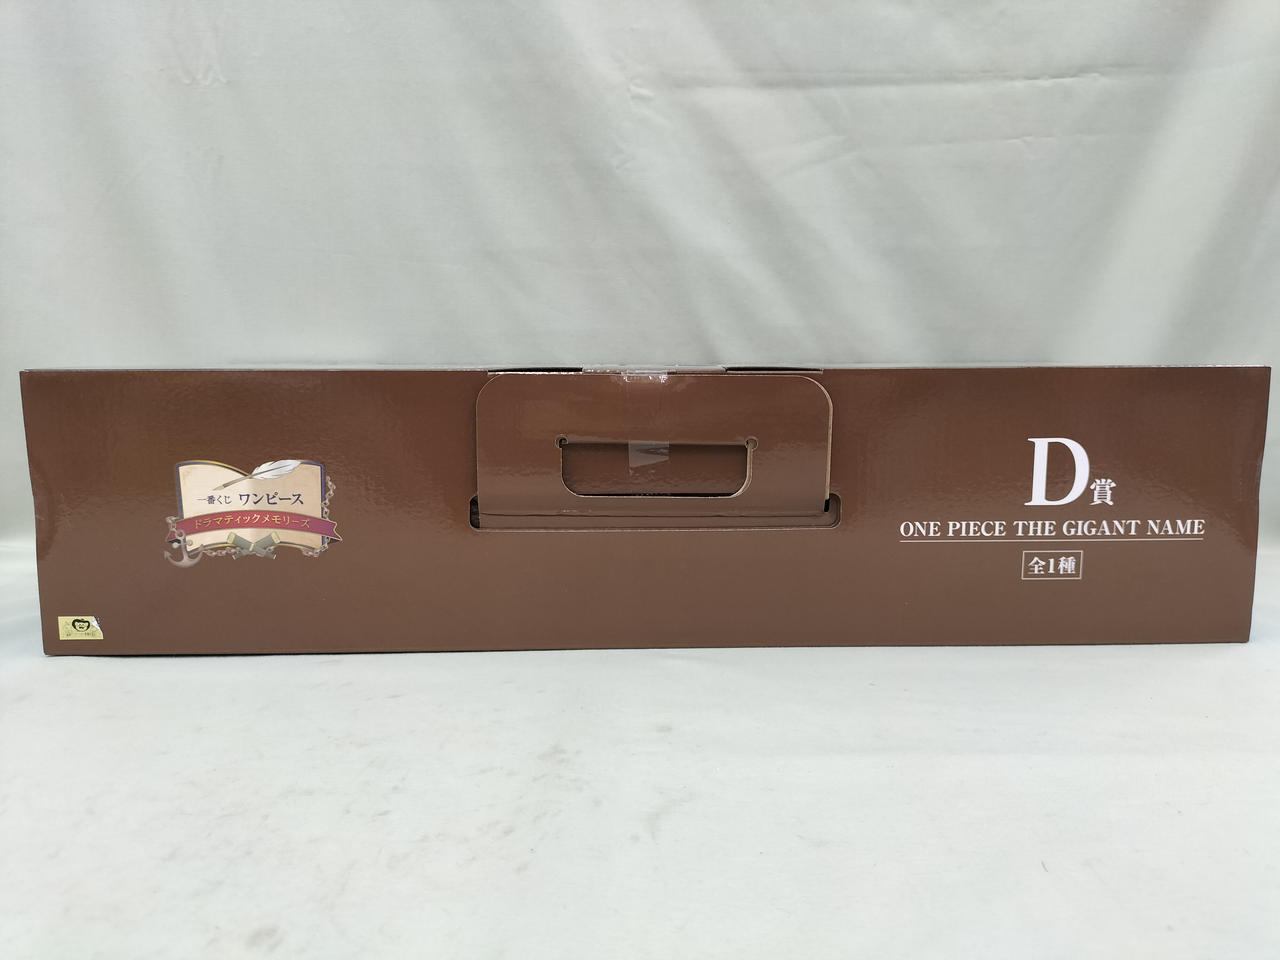 一番くじ ワンピース
ドラマティックメモリーズ
D賞
ONE PIECE THE GIGANT NAME
全1種